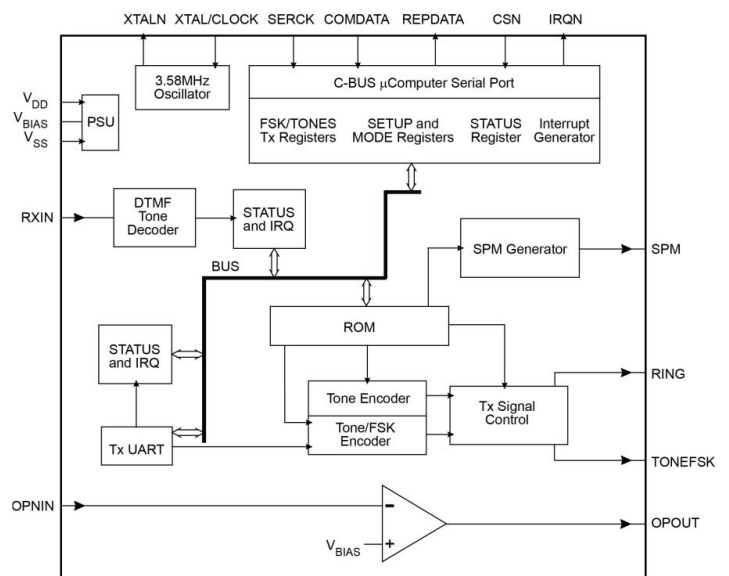 XTALN XTAL/CLOCK SERCK COMDATA REPDATA CSN IRQN
3.58MHz
Oscillator
C-BUS µComputer Serial Port
FSK/TONES
Tx Registers
SETUP and
MODE Registers
STATUS
Register
Interrupt
Generator
VDD
VBIAS
VSS
PSU
RXIN
DTMF
Tone
Decoder
STATUS
and IRQ
SPM Generator
SPM
BUS
ROM
STATUS
and IRQ
RING
Tone Encoder
Tone/FSK
Encoder
Tx Signal
Control
Tx UART
TONEFSK
OPNIN
-
OPOUT
VBIAS
+